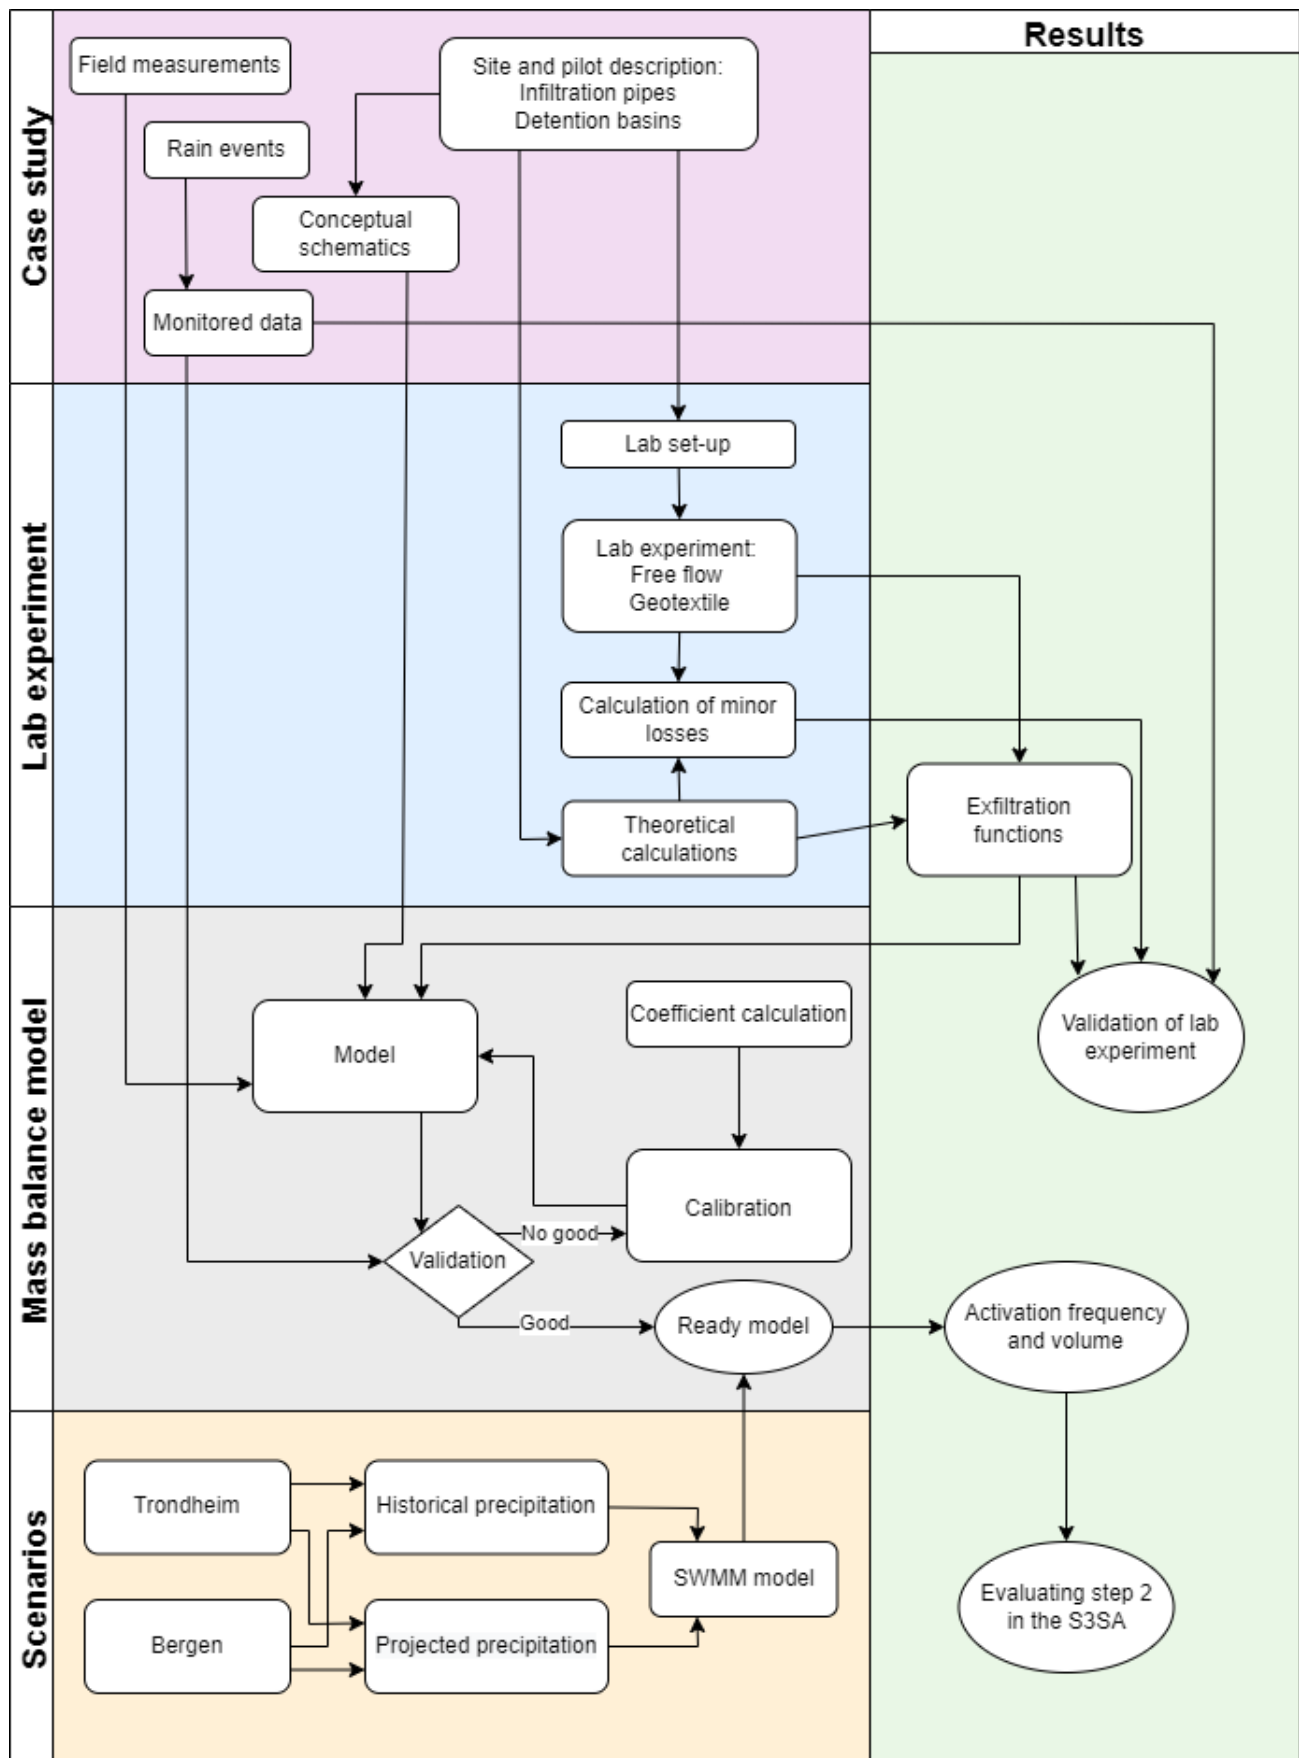 Results
Case study
Field measurements
Site and pilot description:
Infiltration pipes
Detention basins
Rain events
Conceptual
schematics
Monitored data
Lab experiment
Lab set-up
Lab experiment:
Free flow
Geotextile
Calculation of minor
losses
Theoretical
calculations
Exfiltration
functions
Mass balance model
Model
Coefficient calculation
Validation of lab
experiment
Calibration
No good
Validation
Good
Ready model
Activation frequency
and volume
Scenarios
Trondheim
Historical precipitation
SWMM model
Bergen
Projected precipitation
Evaluating step 2
in the S3SA